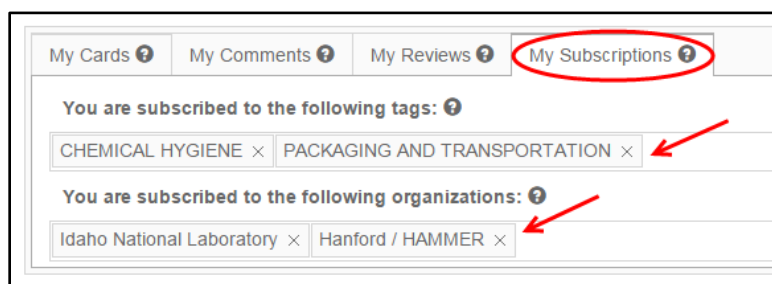 My Cards ? My Comments ? My Reviews ? My Subscriptions ?
You are subscribed to the following tags: ?
CHEMICAL HYGIENE × PACKAGING AND TRANSPORTATION ×
You are subscribed to the following organizations: ?
Idaho National Laboratory × Hanford / HAMMER ×